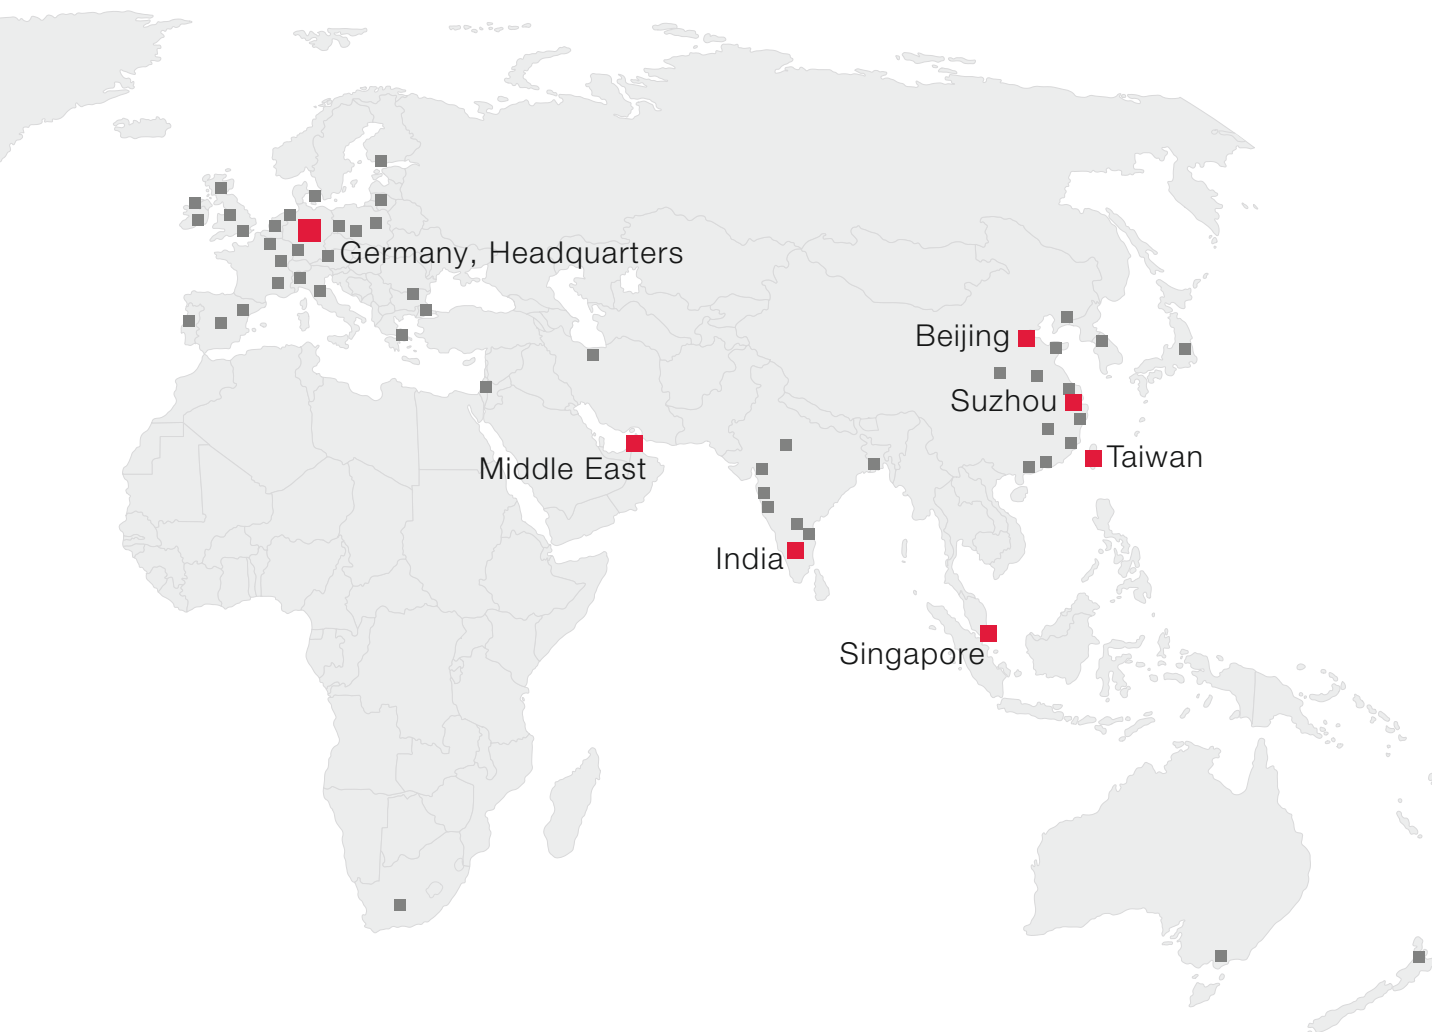 Germany, Headquarters
Beijing
Suzhou
Taiwan
Middle East
India
Singapore